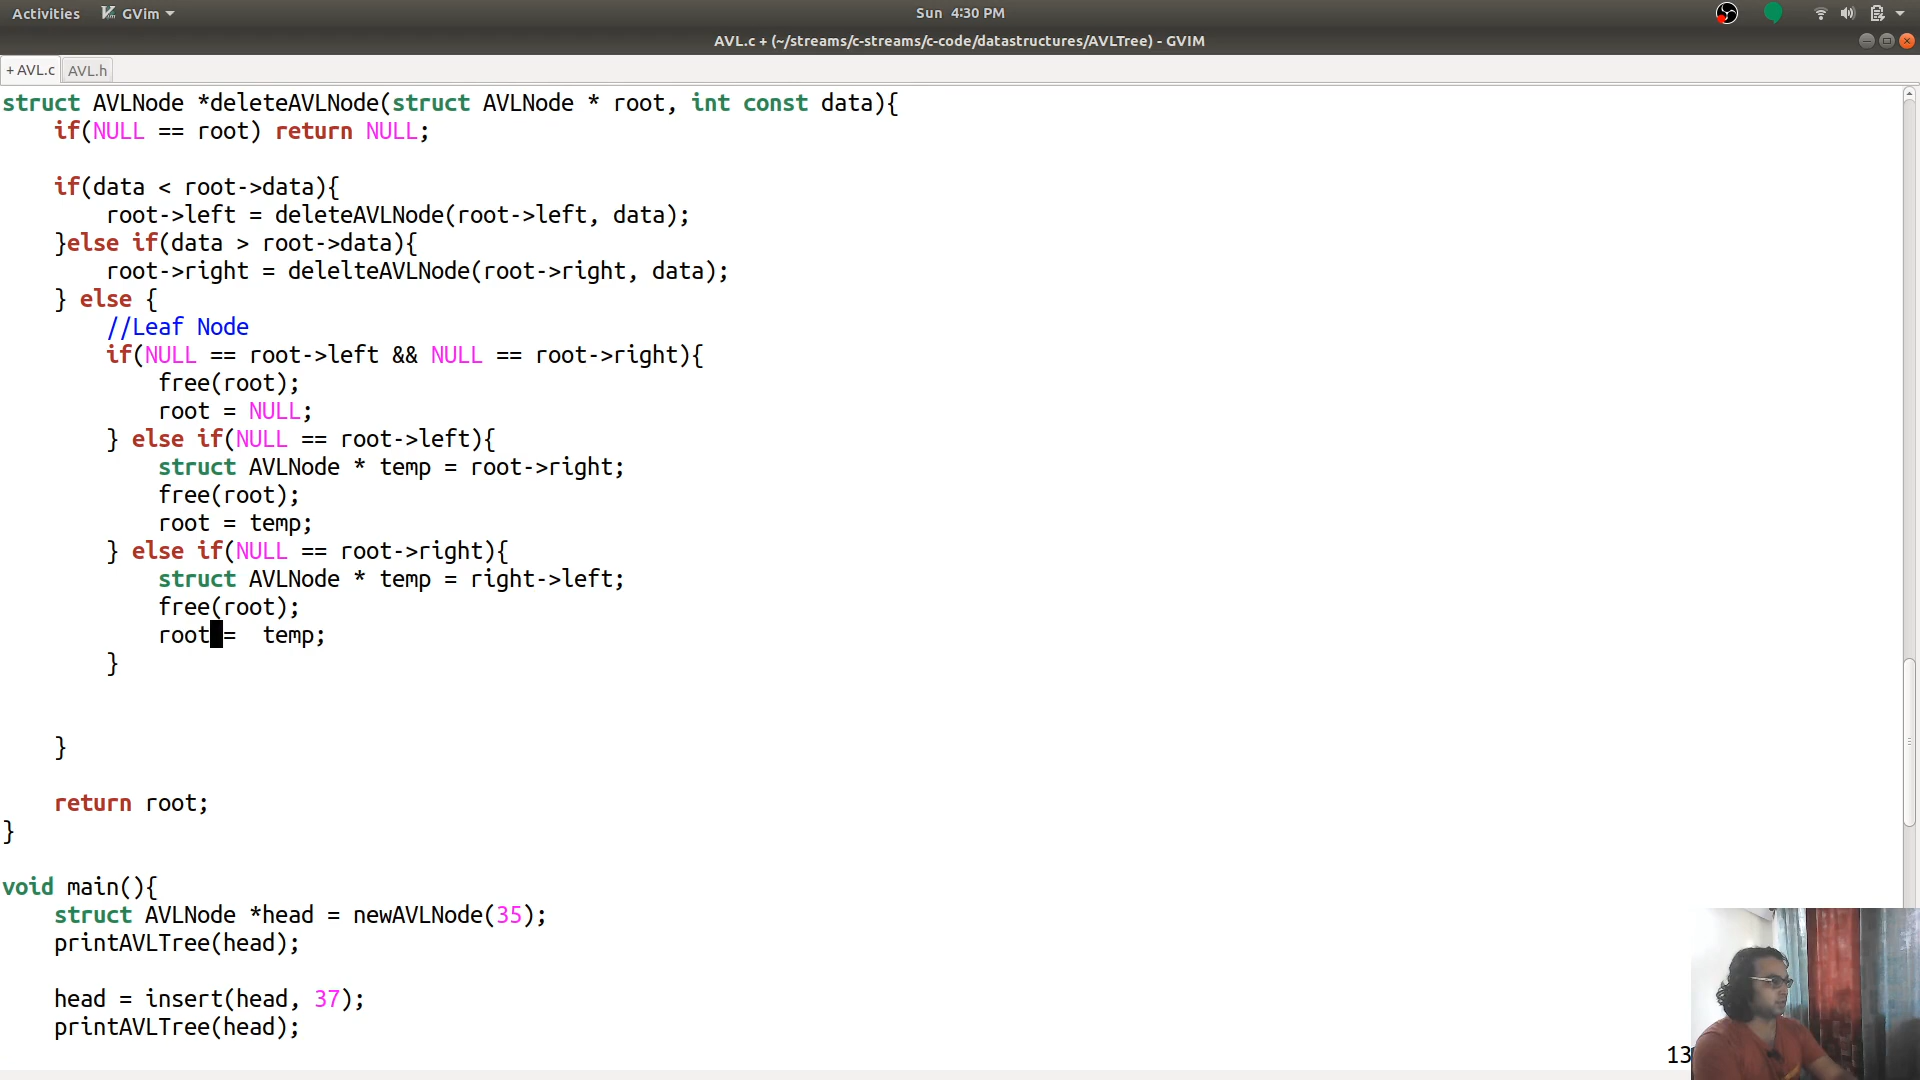 Activities GVim Sun 4:30 PM
AVL.c + (~/streams/c-streams/c-code/datastructures/AVLTree) - GVIM
+ AVL.c AVL.h
struct AVLNode *deleteAVLNode(struct AVLNode * root, int const data){
if(NULL == root) return NULL;
if(data < root->data){
root->left = deleteAVLNode(root->left, data);
}else if(data > root->data){
root->right = delelteAVLNode(root->right, data);
} else {
//Leaf Node
if(NULL == root->left && NULL == root->right){
free(root);
root = NULL;
} else if(NULL == root->left){
struct AVLNode * temp = root->right;
free(root);
root = temp;
} else if(NULL == root->right){
struct AVLNode * temp = right->left;
free(root);
root =  temp;
}
}
return root;
}
void main(){
struct AVLNode *head = newAVLNode(35);
printAVLTree(head);
head = insert(head, 37);
printAVLTree(head);
13